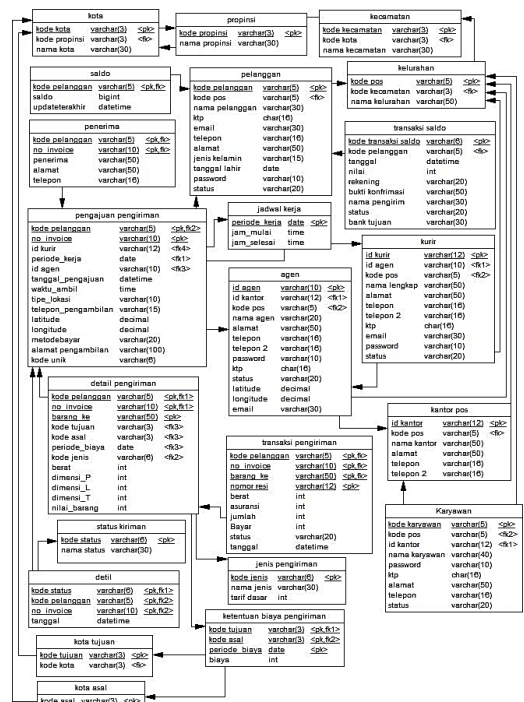 kota
kode kota varchar(3) <pk>
kode propinsi varchar(3) <fk>
nama kota varchar(30)
propinsi
kode propinsi varchar(3) <pk>
nama propinsi varchar(30)
kecamatan
kode kecamatan varchar(3) <pk>
kode kota varchar(3) <fk>
nama kecamatan varchar(30)
saldo
kode pelanggan varchar(5) <pk,fk>
saldo bigint
updateterakhir datetime
pelanggan
kode pelanggan varchar(5) <pk>
kode pos varchar(5) <fk>
nama pelanggan varchar(30)
ktp char(16)
email varchar(30)
telepon varchar(16)
alamat varchar(50)
jenis kelamin varchar(15)
tanggal lahir date
password varchar(10)
status varchar(20)
kelurahan
kode pos varchar(5) <pk>
kode kecamatan varchar(3) <fk>
nama kelurahan varchar(50)
penerima
kode pelanggan varchar(5) <pk,fk>
no_invoice varchar(10) <pk,fk>
penerima varchar(50)
alamat varchar(50)
telepon varchar(16)
transaksi saldo
kode transaksi saldo varchar(6) <pk>
kode pelanggan varchar(5) <fk>
tanggal datetime
nilai int
rekening varchar(20)
bukti konfrimasi varchar(50)
nama pengirim varchar(30)
status varchar(20)
bank tujuan varchar(30)
pengajuan pengiriman
kode pelanggan varchar(5) <pk,fk2>
no_invoice varchar(10) <pk>
id kurir varchar(12) <fk4>
periode_kerja date <fk1>
id agen varchar(10) <fk3>
tanggal_pengajuan datetime
waktu_ambil time
tipe_lokasi varchar(10)
telepon_pengambilan varchar(15)
latitude decimal
longitude decimal
metodebayar varchar(20)
alamat pengambilan varchar(100)
kode unik varchar(6)
jadwal kerja
periode_kerja date <pk>
jam_mulai time
jam_selesai time
kurir
id kurir varchar(12) <pk>
id agen varchar(10) <fk1>
kode pos varchar(5) <fk2>
nama lengkap varchar(50)
alamat varchar(50)
telepon varchar(16)
telepon 2 varchar(16)
ktp char(16)
email varchar(30)
password varchar(10)
status varchar(20)
agen
id agen varchar(10) <pk>
id kantor varchar(12) <fk1>
kode pos varchar(5) <fk2>
nama agen varchar(20)
alamat varchar(50)
telepon varchar(16)
telepon 2 varchar(16)
password varchar(10)
ktp char(16)
status varchar(20)
latitude decimal
longitude decimal
email varchar(30)
detail pengiriman
kode pelanggan varchar(5) <pk,fk1>
no_invoice varchar(10) <pk,fk1>
barang_ke varchar(50) <pk>
kode tujuan varchar(3) <fk3>
kode asal varchar(3) <fk3>
periode_biaya date <fk3>
kode jenis varchar(6) <fk2>
berat int
dimensi_P int
dimensi_L int
dimensi_T int
nilai_barang int
kantor pos
id kantor varchar(12) <pk>
kode pos varchar(5) <fk>
nama kantor varchar(50)
alamat varchar(50)
telepon varchar(16)
telepon 2 varchar(16)
transaksi pengiriman
kode pelanggan varchar(5) <pk,fk>
no_invoice varchar(10) <pk,fk>
barang_ke varchar(50) <pk,fk>
nomor resi varchar(12) <pk>
berat int
asuransi int
jumlah int
Bayar int
status varchar(20)
tanggal datetime
Karyawan
kode karyawan varchar(5) <pk>
kode pos varchar(5) <fk2>
id kantor varchar(12) <fk1>
nama karyawan varchar(40)
password varchar(10)
ktp char(16)
alamat varchar(50)
telepon varchar(16)
status varchar(20)
status kiriman
kode status varchar(6) <pk>
nama status varchar(30)
jenis pengiriman
kode jenis varchar(6) <pk>
nama jenis varchar(30)
tarif dasar int
detil
kode status varchar(6) <pk,fk1>
kode pelanggan varchar(5) <pk,fk2>
no_invoice varchar(10) <pk,fk2>
tanggal datetime
ketentuan biaya pengiriman
kode tujuan varchar(3) <pk,fk1>
kode asal varchar(3) <pk,fk2>
periode_biaya date <pk>
biaya int
kota tujuan
kode tujuan varchar(3) <pk>
kode kota varchar(3) <fk>
kota asal
kode asal varchar(3) <pk>